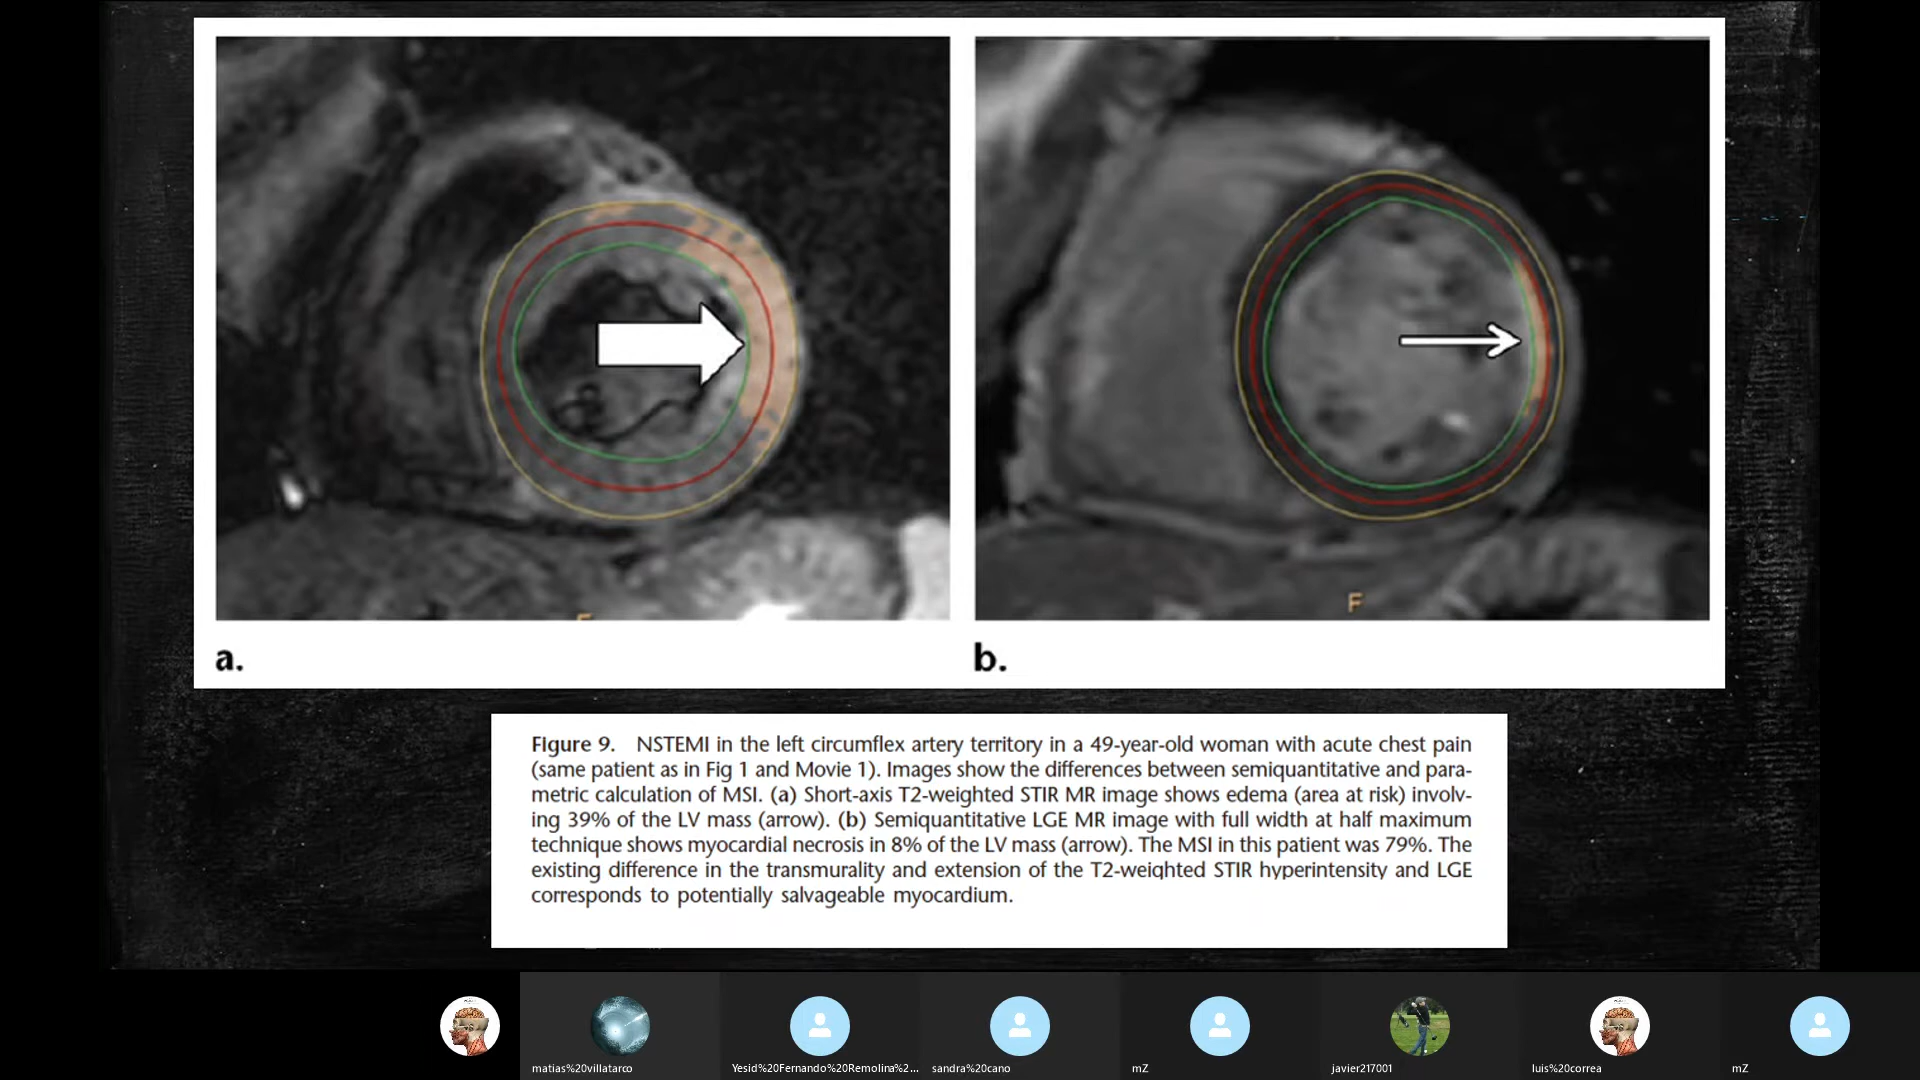 F
a.
b.
Figure 9. NSTEMI in the left circumflex artery territory in a 49-year-old woman with acute chest pain
(same patient as in Fig 1 and Movie 1). Images show the differences between semiquantitative and para-
metric calculation of MSI. (a) Short-axis T2-weighted STIR MR image shows edema (area at risk) involv-
ing 39% of the LV mass (arrow). (b) Semiquantitative LGE MR image with full width at half maximum
technique shows myocardial necrosis in 8% of the LV mass (arrow). The MSI in this patient was 79%. The
existing difference in the transmurality and extension of the T2-weighted STIR hyperintensity and LGE
corresponds to potentially salvageable myocardium.
matias%20villatarco
Yesid%20Fernando%20Remolina%2...
sandra%20cano
mZ
javier217001
luis%20correa
mZ